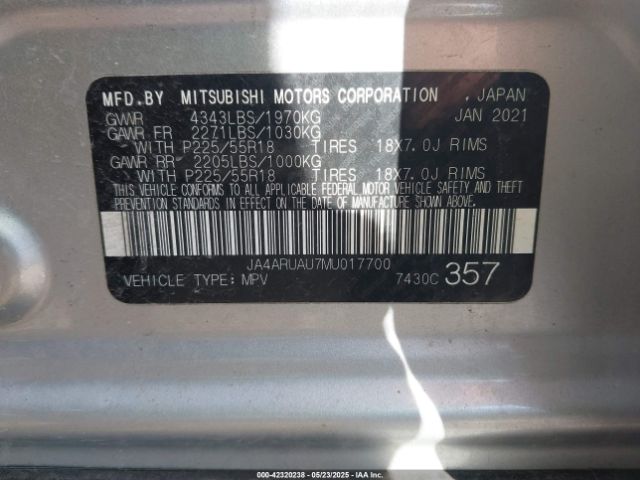 MFD.BY MITSUBISHI MOTORS CORPORATION , JAPAN
GVWR 4343LBS/1970KG JAN 2021
GAWR FR 2271LBS/1030KG
WITH P225/55R18 TIRES 18X7.0J RIMS
GAWR RR 2205LBS/1000KG
WITH P225/55R18 TIRES 18X7.0J RIMS
THIS VEHICLE CONFORMS TO ALL APPLICABLE FEDERAL MOTOR VEHICLE SAFETY AND THEFT
PREVENTION STANDARDS IN EFFECT ON THE DATE OF MANUFACTURE SHOWN ABOVE.
JA4ARUAU7MU017700
VEHICLE TYPE: MPV 7430C 357
000-42320238 - 05/23/2025 - IAA Inc.